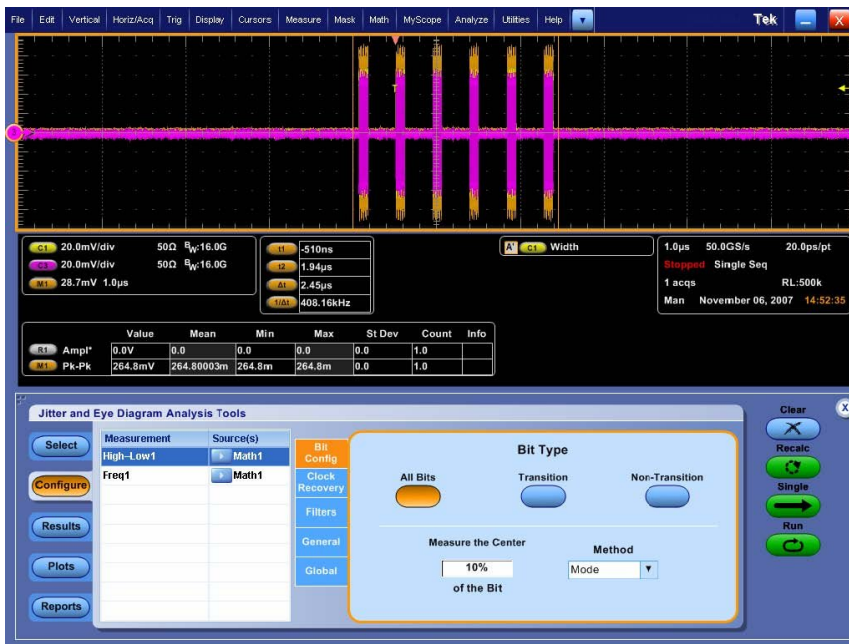 File Edit Vertical Horiz/Acq Trig Display Cursors Measure Mask Math MyScope Analyze Utilities Help Tek X
T
C1 20.0mV/div 50Ω BW:16.0G
C3 20.0mV/div 50Ω BW:16.0G
M1 28.7mV 1.0µs
t1 -510ns
t2 1.94µs
Δt 2.45µs
1/Δt 408.16kHz
A' C1 Width
1.0µs 50.0GS/s 20.0ps/pt
Stopped Single Seq
1 acqs RL:500k
Man November 06, 2007 14:52:35
Value Mean Min Max St Dev Count Info
R1 Ampl* 0.0V 0.0 0.0 0.0 0.0 1.0
M1 Pk-Pk 264.8mV 264.80003m 264.8m 264.8m 0.0 1.0
Jitter and Eye Diagram Analysis Tools
Select
Configure
Results
Plots
Reports
Measurement Source(s)
High–Low1 Math1
Freq1 Math1
Bit Config
Clock Recovery
Filters
General
Global
Bit Type
All Bits Transition Non-Transition
Measure the Center
10%
of the Bit
Method
Mode
Clear X
Recalc
Single
Run